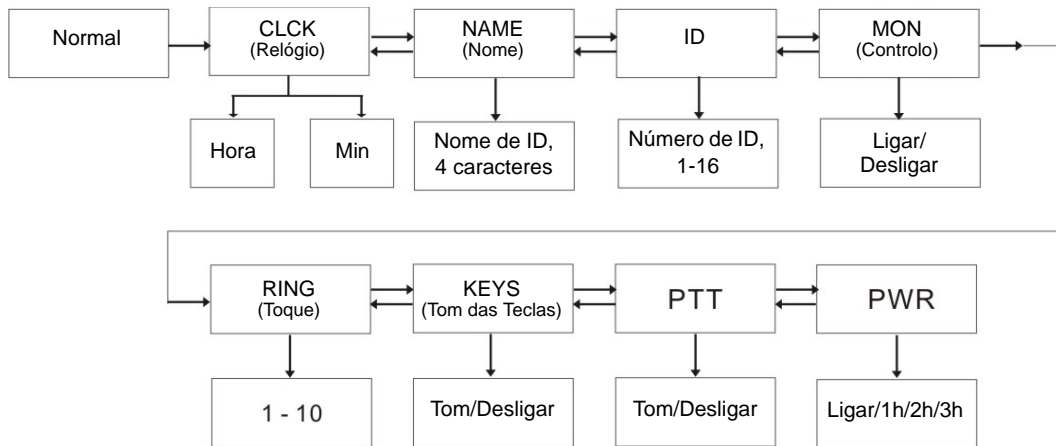 Normal
CLCK
(Relógio)
NAME
(Nome)
ID
MON
(Controlo)
Hora
Min
Nome de ID,
4 caracteres
Número de ID,
1-16
Ligar/
Desligar
RING
(Toque)
KEYS
(Tom das Teclas)
PTT
PWR
1 - 10
Tom/Desligar
Tom/Desligar
Ligar/1h/2h/3h